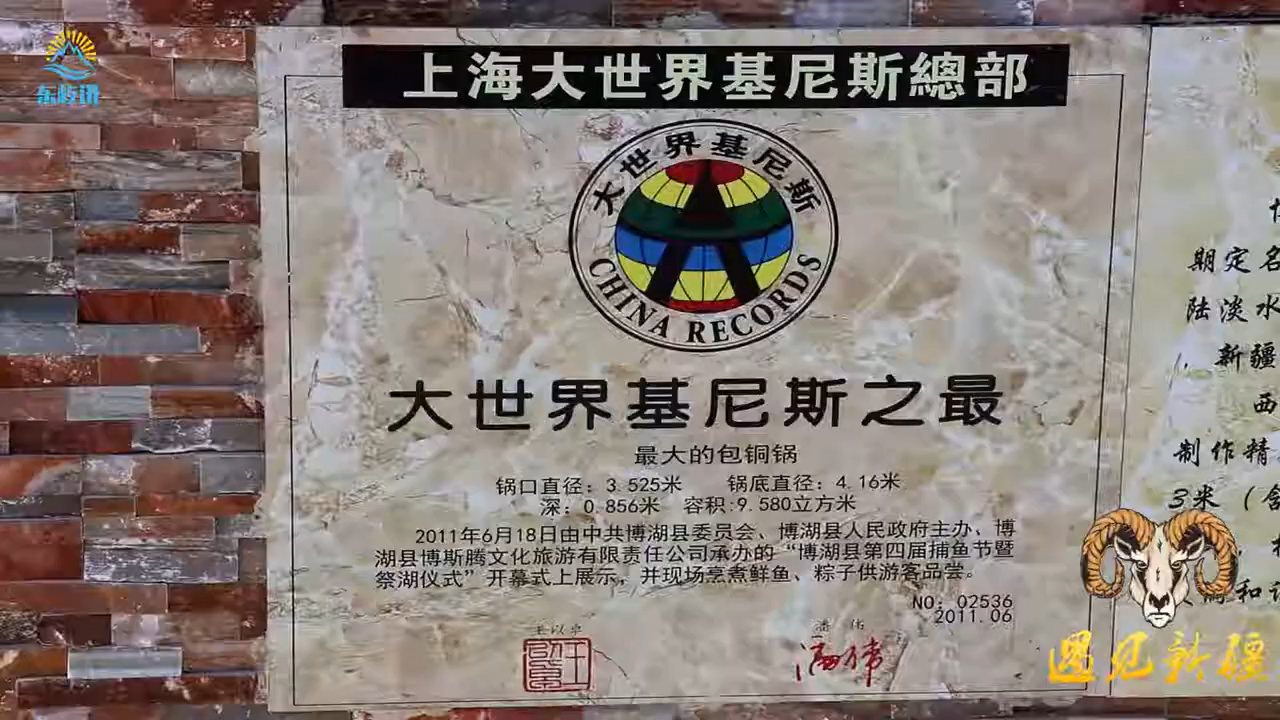 上海大世界基尼斯總部
大世界基尼斯
CHINA RECORDS
大世界基尼斯之最
最大的包铜锅
锅口直径：3.525米 锅底直径：4.16米
深：0.856米 容积:9.580立方米
2011年6月18日由中共博湖县委员会、博湖县人民政府主办、博
湖县博斯腾文化旅游有限责任公司承办的“博湖县第四届捕鱼节暨
祭湖仪式”开幕式上展示，并现场烹煮鲜鱼、粽子供游客品尝。
NO：02536
2011.06
期定名
陆淡水
新疆
西
制作精
3米（含
和
遇见新疆